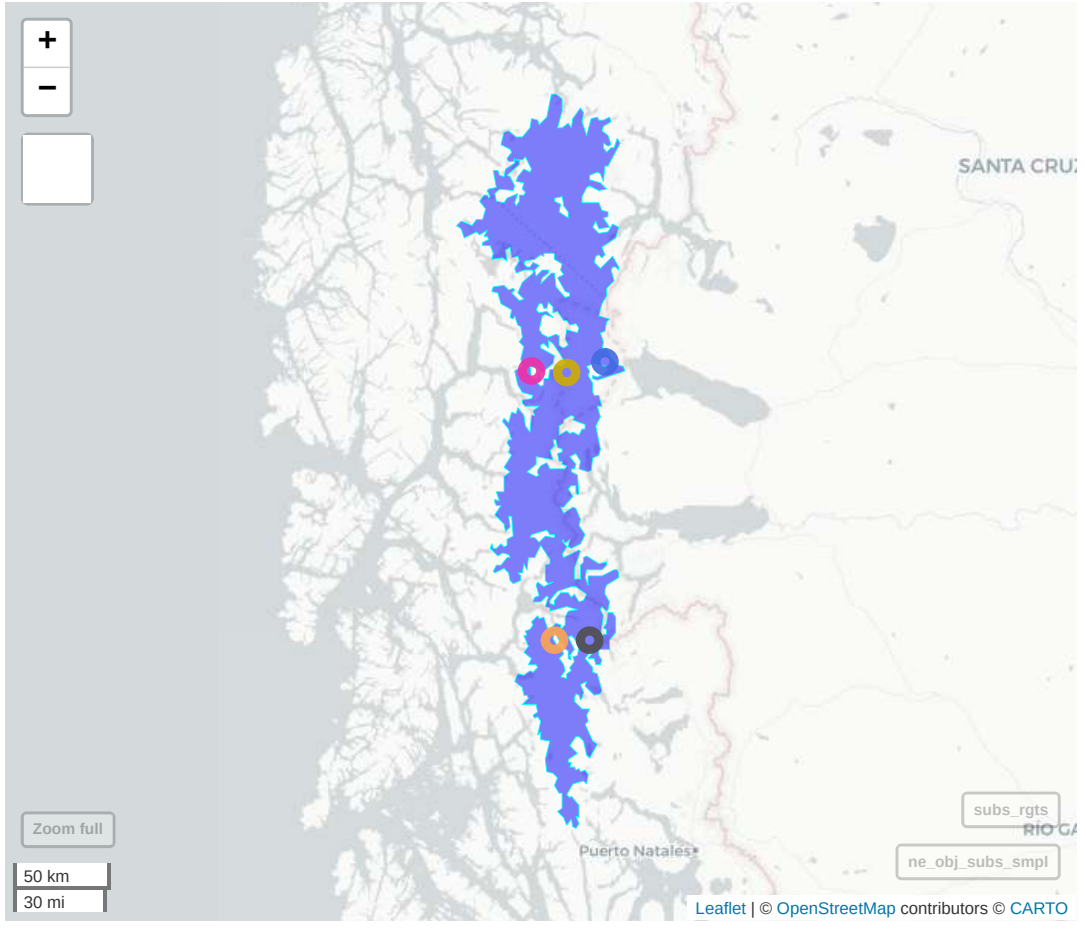 +
−
SANTA CRUZ
Zoom full
subs_rgts
RÍO GA
Puerto Natales
ne_obj_subs_smpl
50 km
30 mi
Leaflet | © OpenStreetMap contributors © CARTO